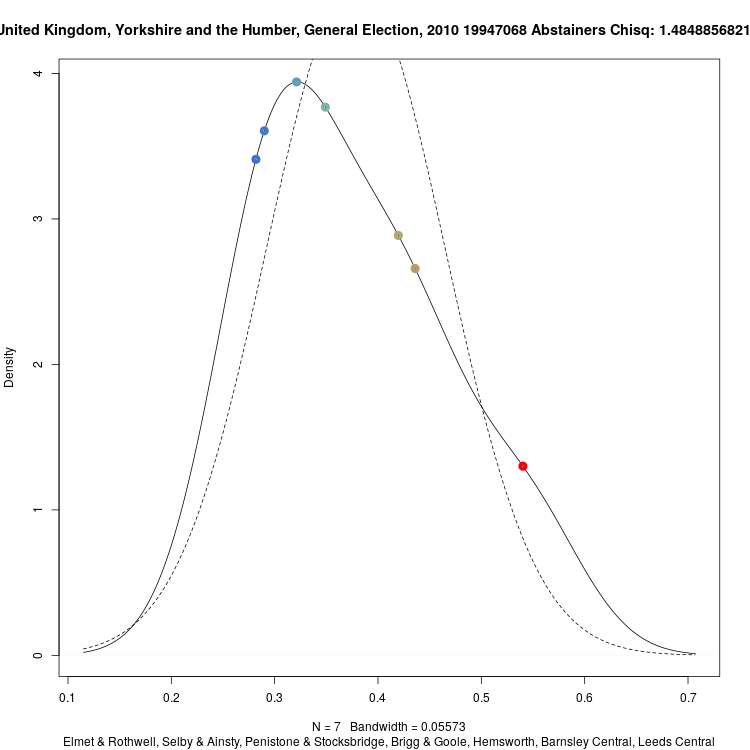 United Kingdom, Yorkshire and the Humber, General Election, 2010 19947068 Abstainers Chisq: 1.4848856821
4
3
2
1
0
Density
0.1 0.2 0.3 0.4 0.5 0.6 0.7
N = 7 Bandwidth = 0.05573
Elmet & Rothwell, Selby & Ainsty, Penistone & Stocksbridge, Brigg & Goole, Hemsworth, Barnsley Central, Leeds Central